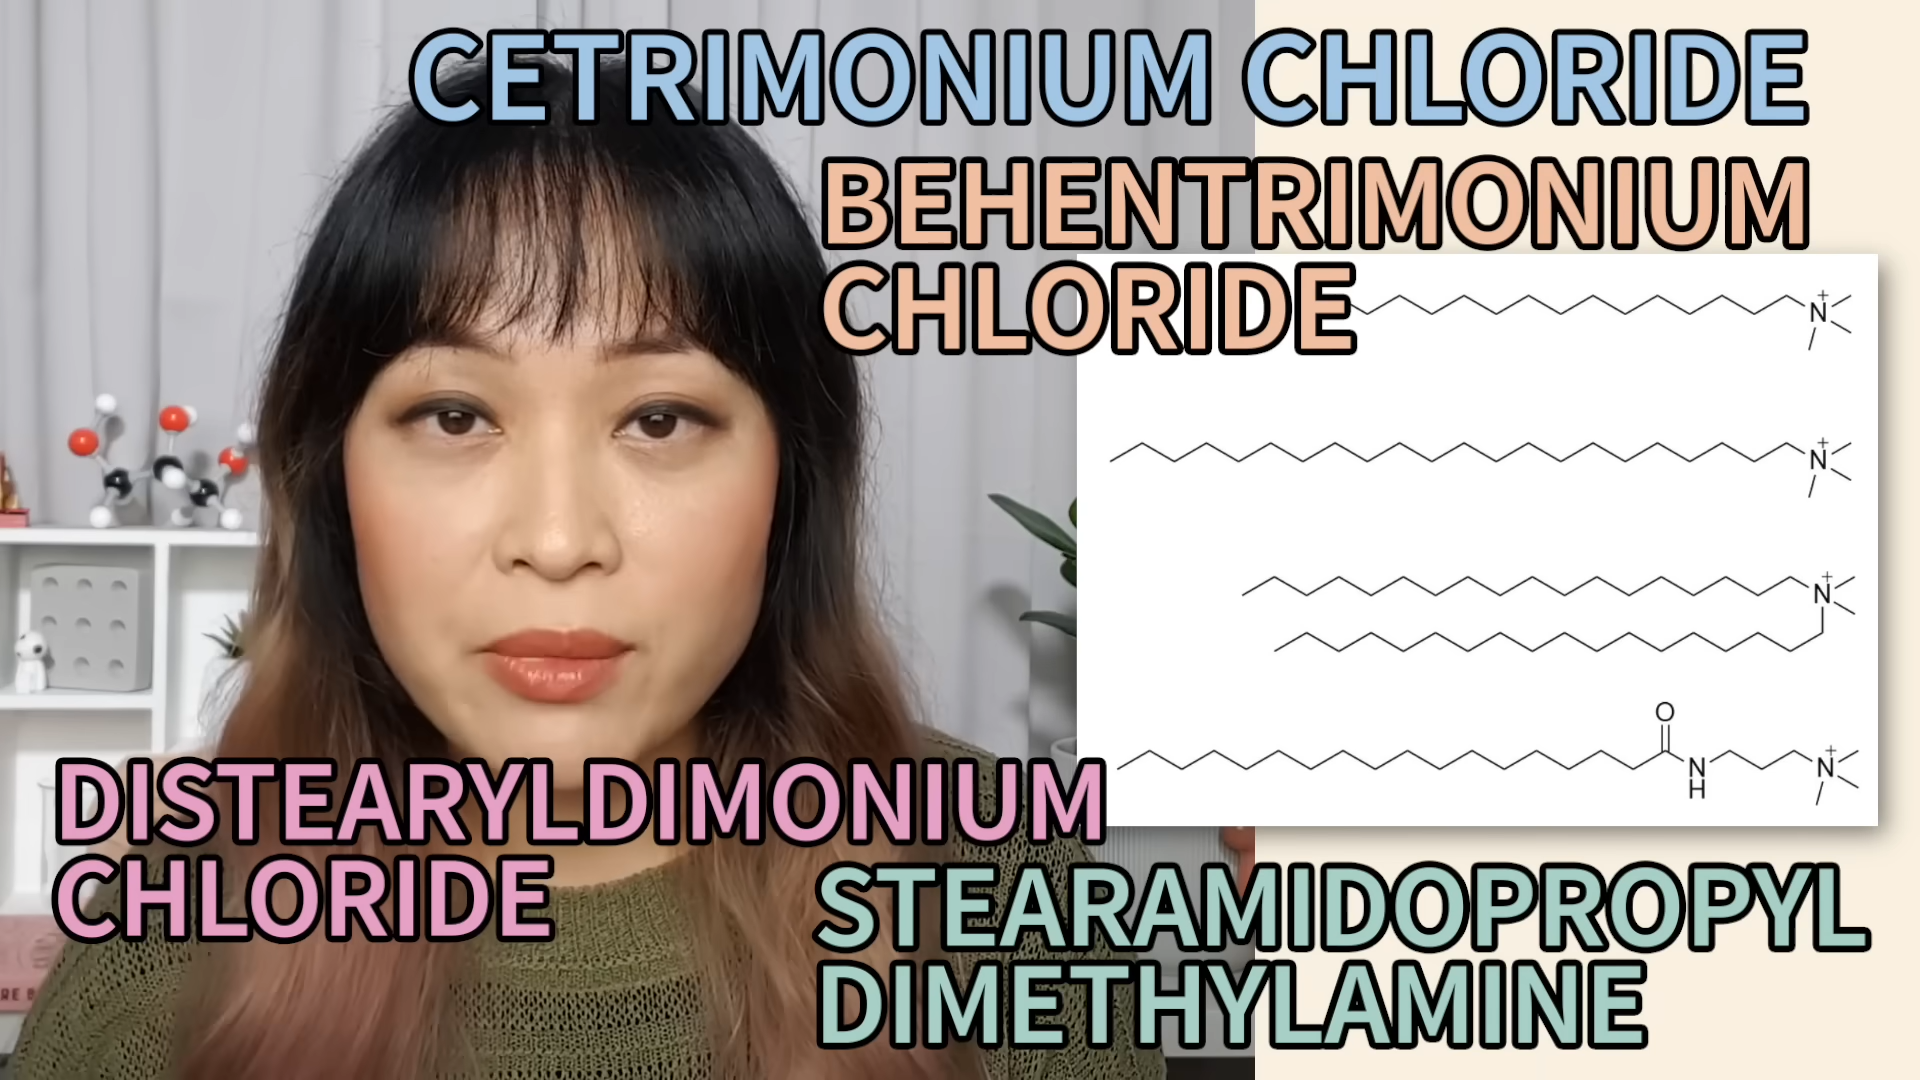 CETRIMONIUM CHLORIDE
BEHENTRIMONIUM
CHLORIDE
N+
N+
N+
O
N
H
N+
DISTEARYLDIMONIUM
CHLORIDE
STEARAMIDOPROPYL
DIMETHYLAMINE